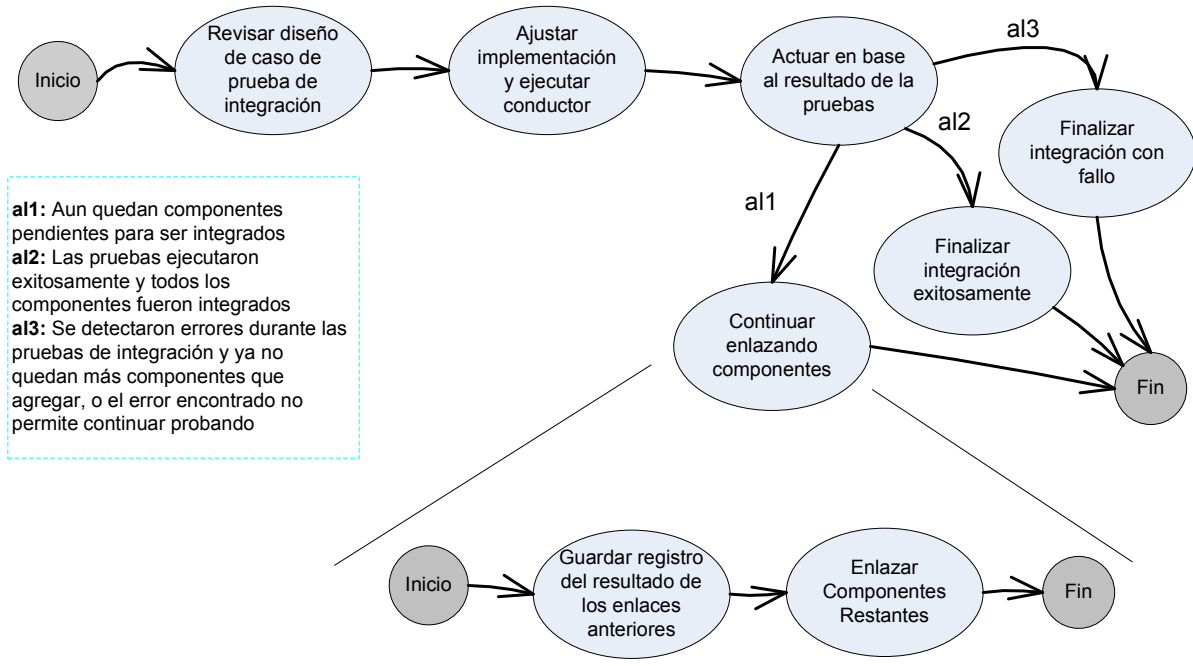 Inicio
Revisar diseño
de caso de
prueba de
integración
Ajustar
implementación
y ejecutar
conductor
Actuar en base
al resultado de la
pruebas
al3
Finalizar
integración con
fallo
al2
Finalizar
integración
exitosamente
al1
Continuar
enlazando
componentes
Fin
al1: Aun quedan componentes
pendientes para ser integrados
al2: Las pruebas ejecutaron
exitosamente y todos los
componentes fueron integrados
al3: Se detectaron errores durante las
pruebas de integración y ya no
quedan más componentes que
agregar, o el error encontrado no
permite continuar probando
Inicio
Guardar registro
del resultado de
los enlaces
anteriores
Enlazar
Componentes
Restantes
Fin